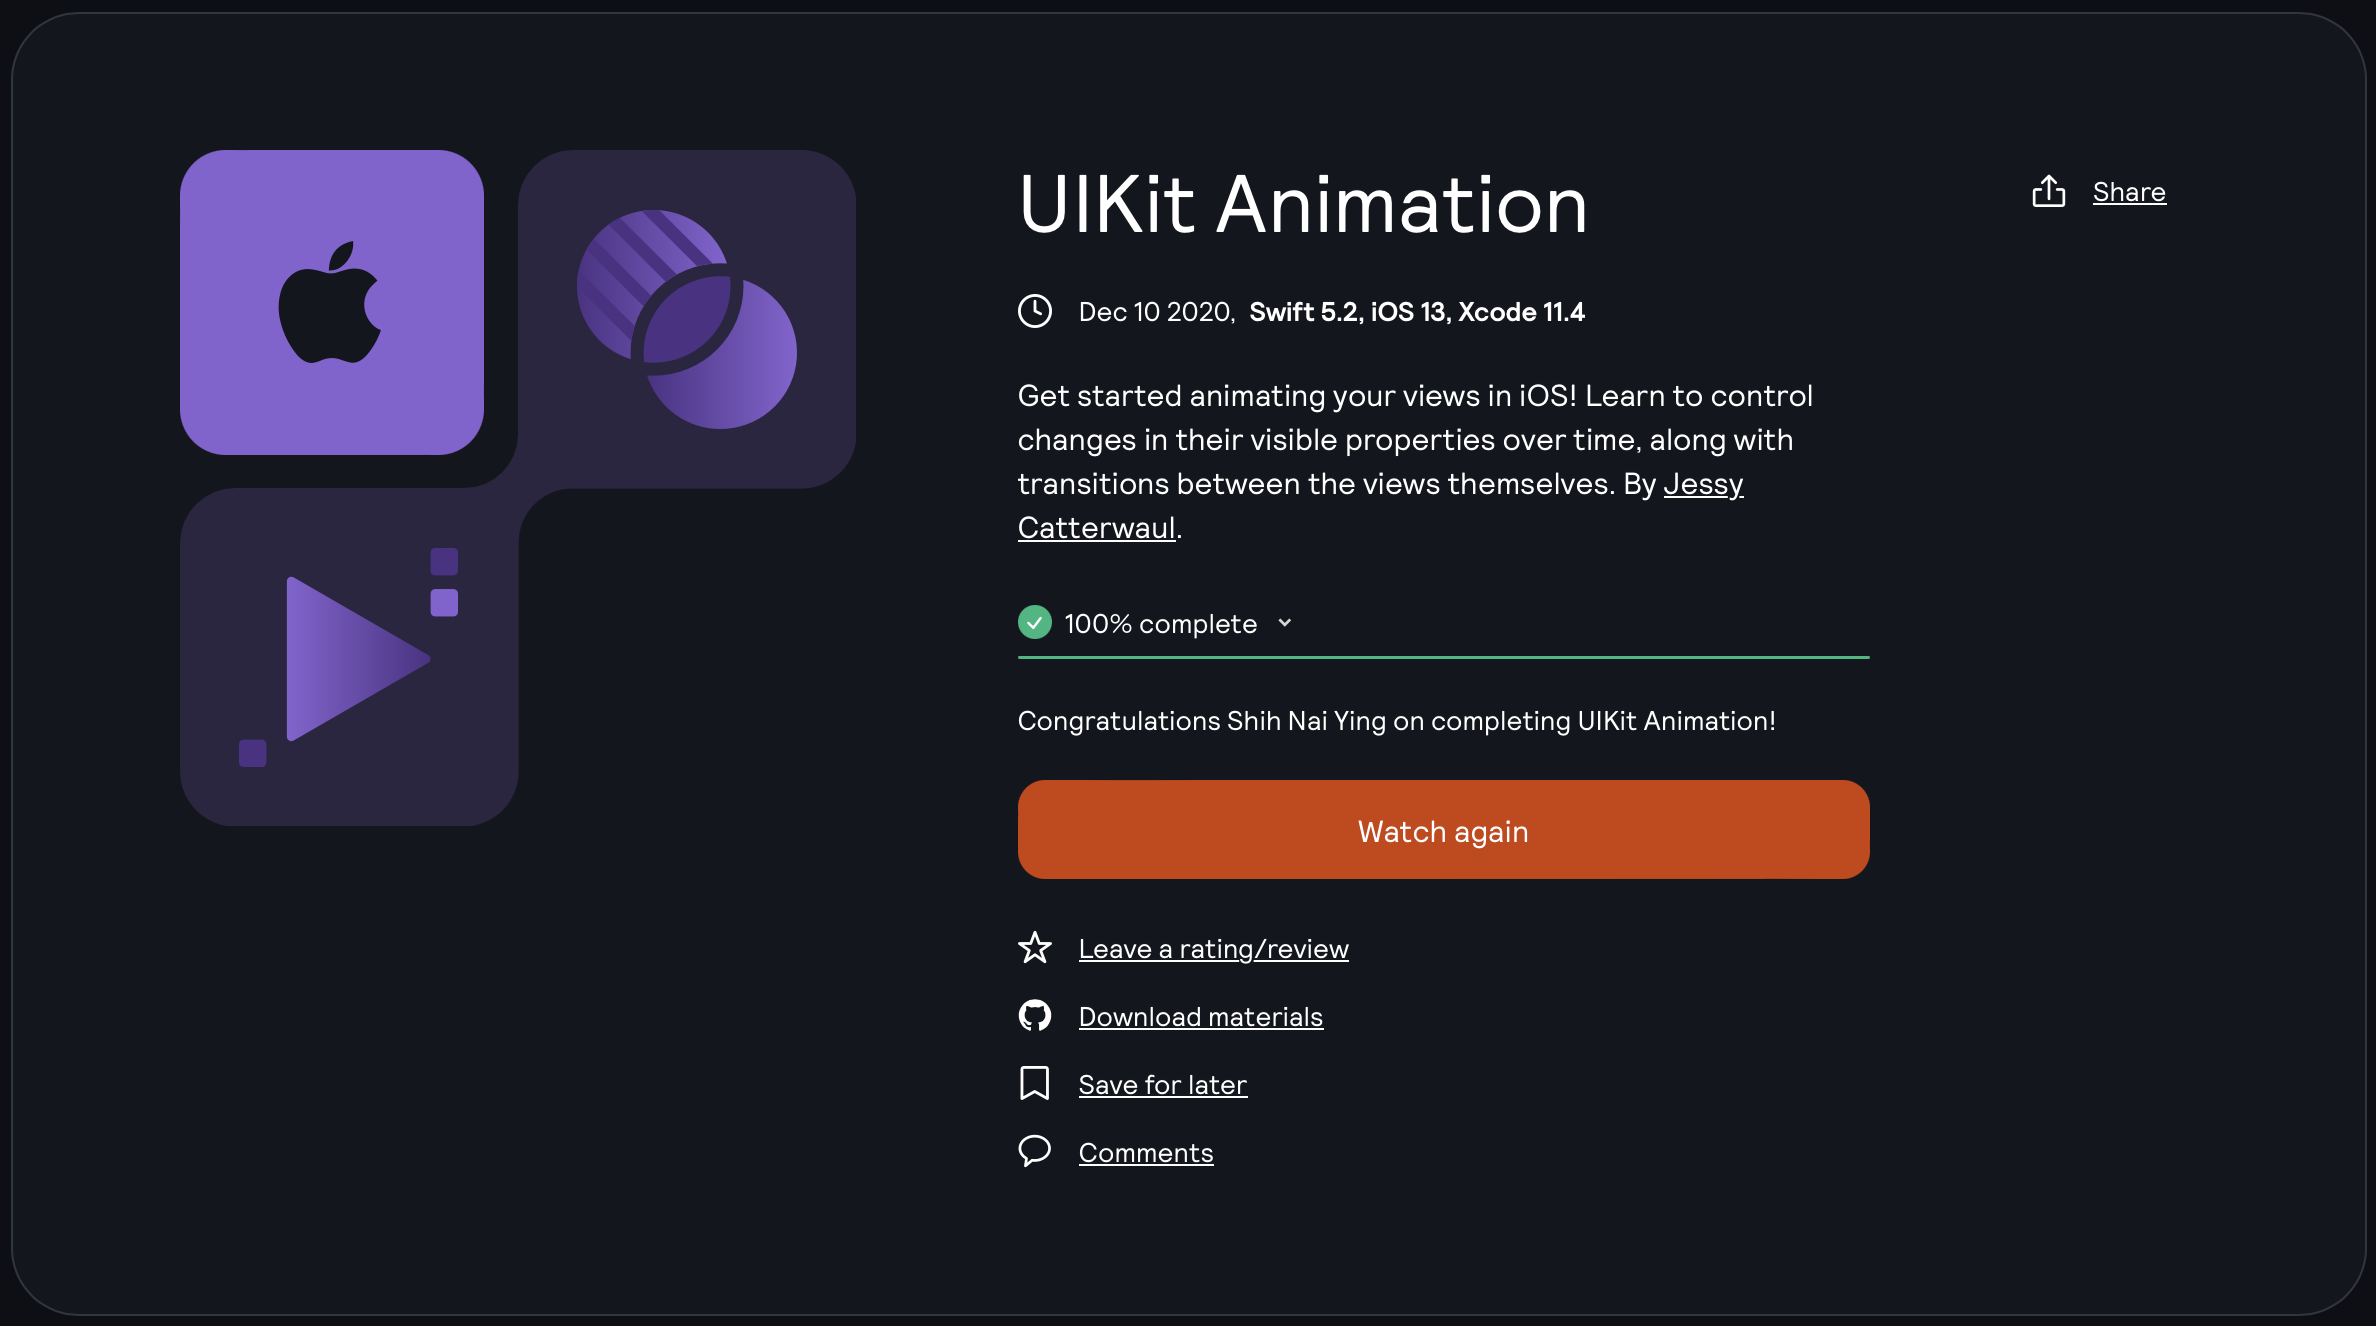 UIKit Animation
Share
Dec 10 2020, Swift 5.2, iOS 13, Xcode 11.4
Get started animating your views in iOS! Learn to control
changes in their visible properties over time, along with
transitions between the views themselves. By Jessy
Catterwaul.
100% complete
Congratulations Shih Nai Ying on completing UIKit Animation!
Watch again
Leave a rating/review
Download materials
Save for later
Comments